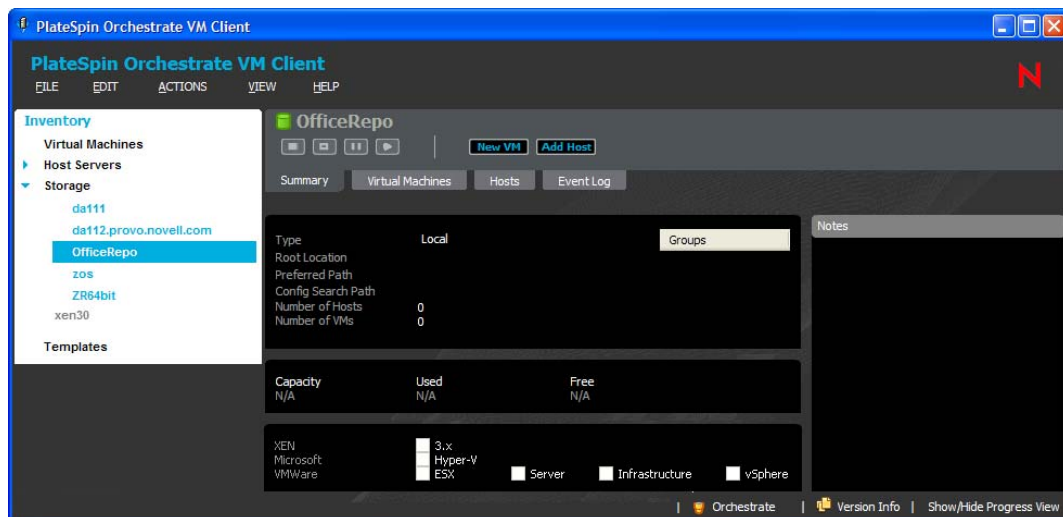 PlateSpin Orchestrate VM Client
PlateSpin Orchestrate VM Client
FILE EDIT ACTIONS VIEW HELP
N
Inventory
Virtual Machines
Host Servers
Storage
da111
da112.provo.novell.com
OfficeRepo
zos
ZR64bit
xen30
Templates
OfficeRepo
New VM Add Host
Summary Virtual Machines Hosts Event Log
Type Local Groups
Root Location
Preferred Path
Config Search Path
Number of Hosts 0
Number of VMs 0
Capacity Used Free
N/A N/A N/A
XEN 3.x
Microsoft Hyper-V
VMWare ESX Server Infrastructure vSphere
Notes
| Orchestrate | Version Info | Show/Hide Progress View